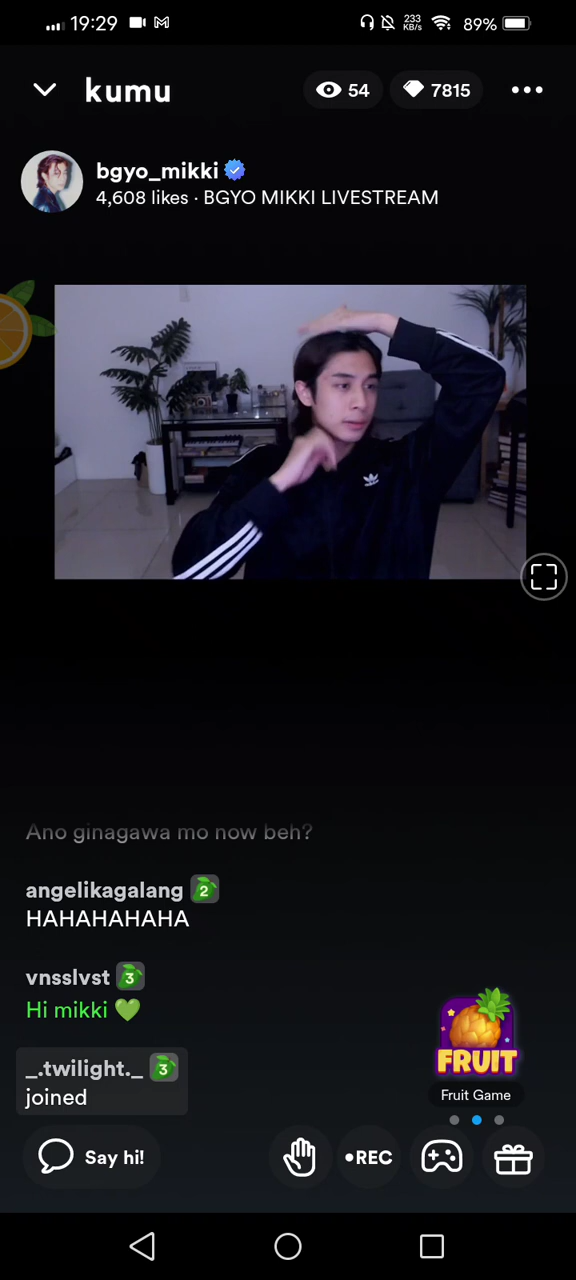 19:29
233
KB/s
89%
kumu
54
7815
bgyo_mikki
4,608 likes · BGYO MIKKI LIVESTREAM
Ano ginagawa mo now beh?
angelikagalang 2
HAHAHAHAHA
vnsslvst 3
Hi mikki 💚
_.twilight._ 3
joined
FRUIT
Fruit Game
Say hi!
•REC